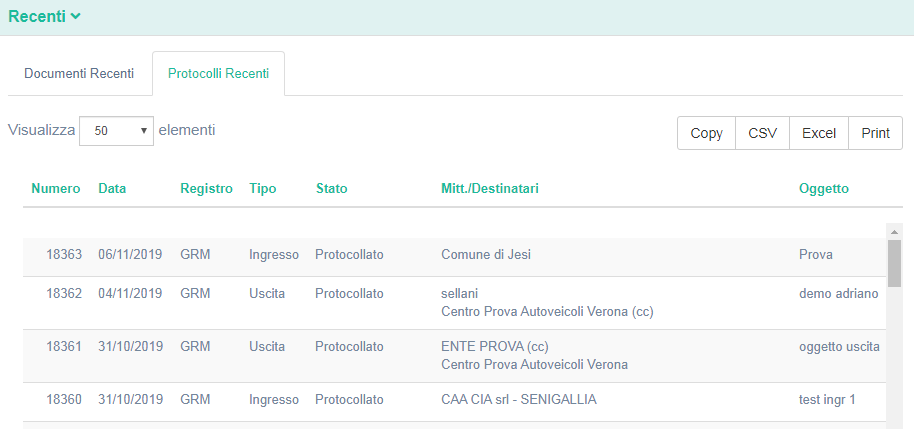 Recenti
Documenti Recenti Protocolli Recenti
Visualizza 50 elementi Copy CSV Excel Print
Numero Data Registro Tipo Stato Mitt./Destinatari Oggetto
18363 06/11/2019 GRM Ingresso Protocollato Comune di Jesi Prova
18362 04/11/2019 GRM Uscita Protocollato sellani demo adriano
Centro Prova Autoveicoli Verona (cc)
18361 31/10/2019 GRM Uscita Protocollato ENTE PROVA (cc) oggetto uscita
Centro Prova Autoveicoli Verona
18360 31/10/2019 GRM Ingresso Protocollato CAA CIA srl - SENIGALLIA test ingr 1